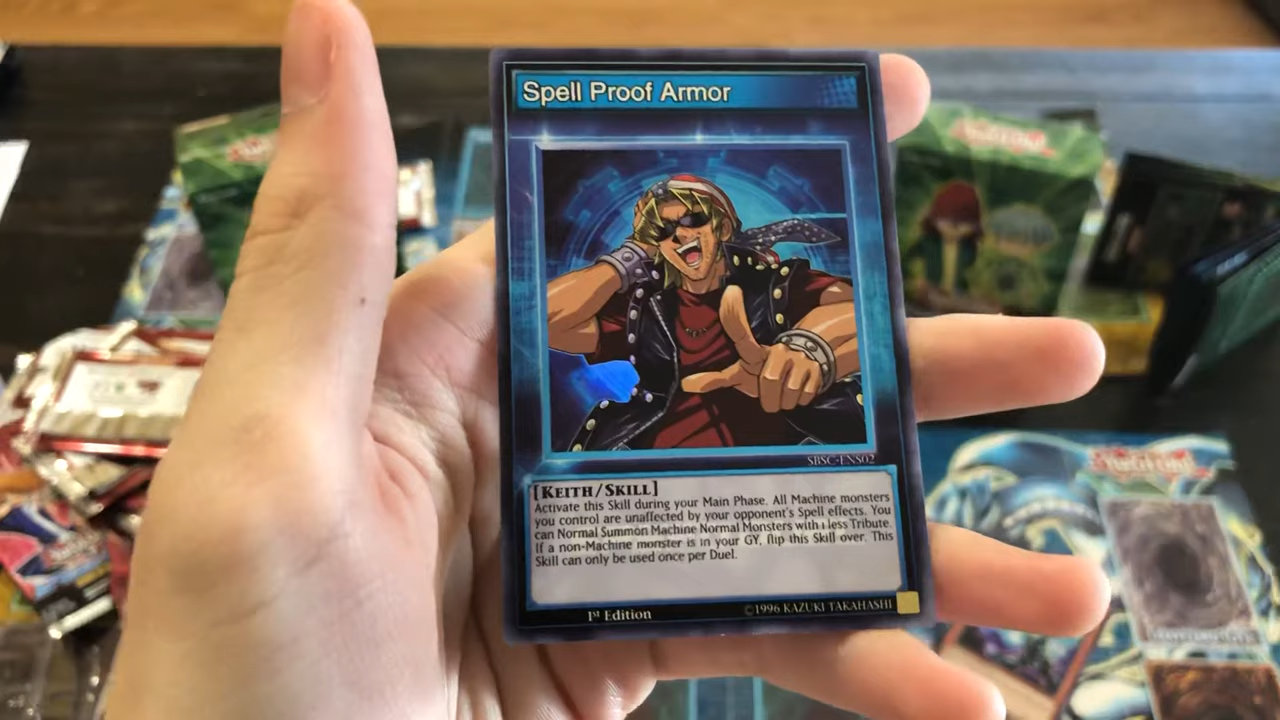 Spell Proof Armor
SBSC-ENS02
[KEITH/SKILL]
Activate this Skill during your Main Phase. All Machine monsters
you control are unaffected by your opponent's Spell effects. You
can Normal Summon Machine Normal Monsters with 1 less Tribute.
If a non-Machine monster is in your GY, flip this Skill over. This
Skill can only be used once per Duel.
1st Edition
©1996 KAZUKI TAKAHASHI